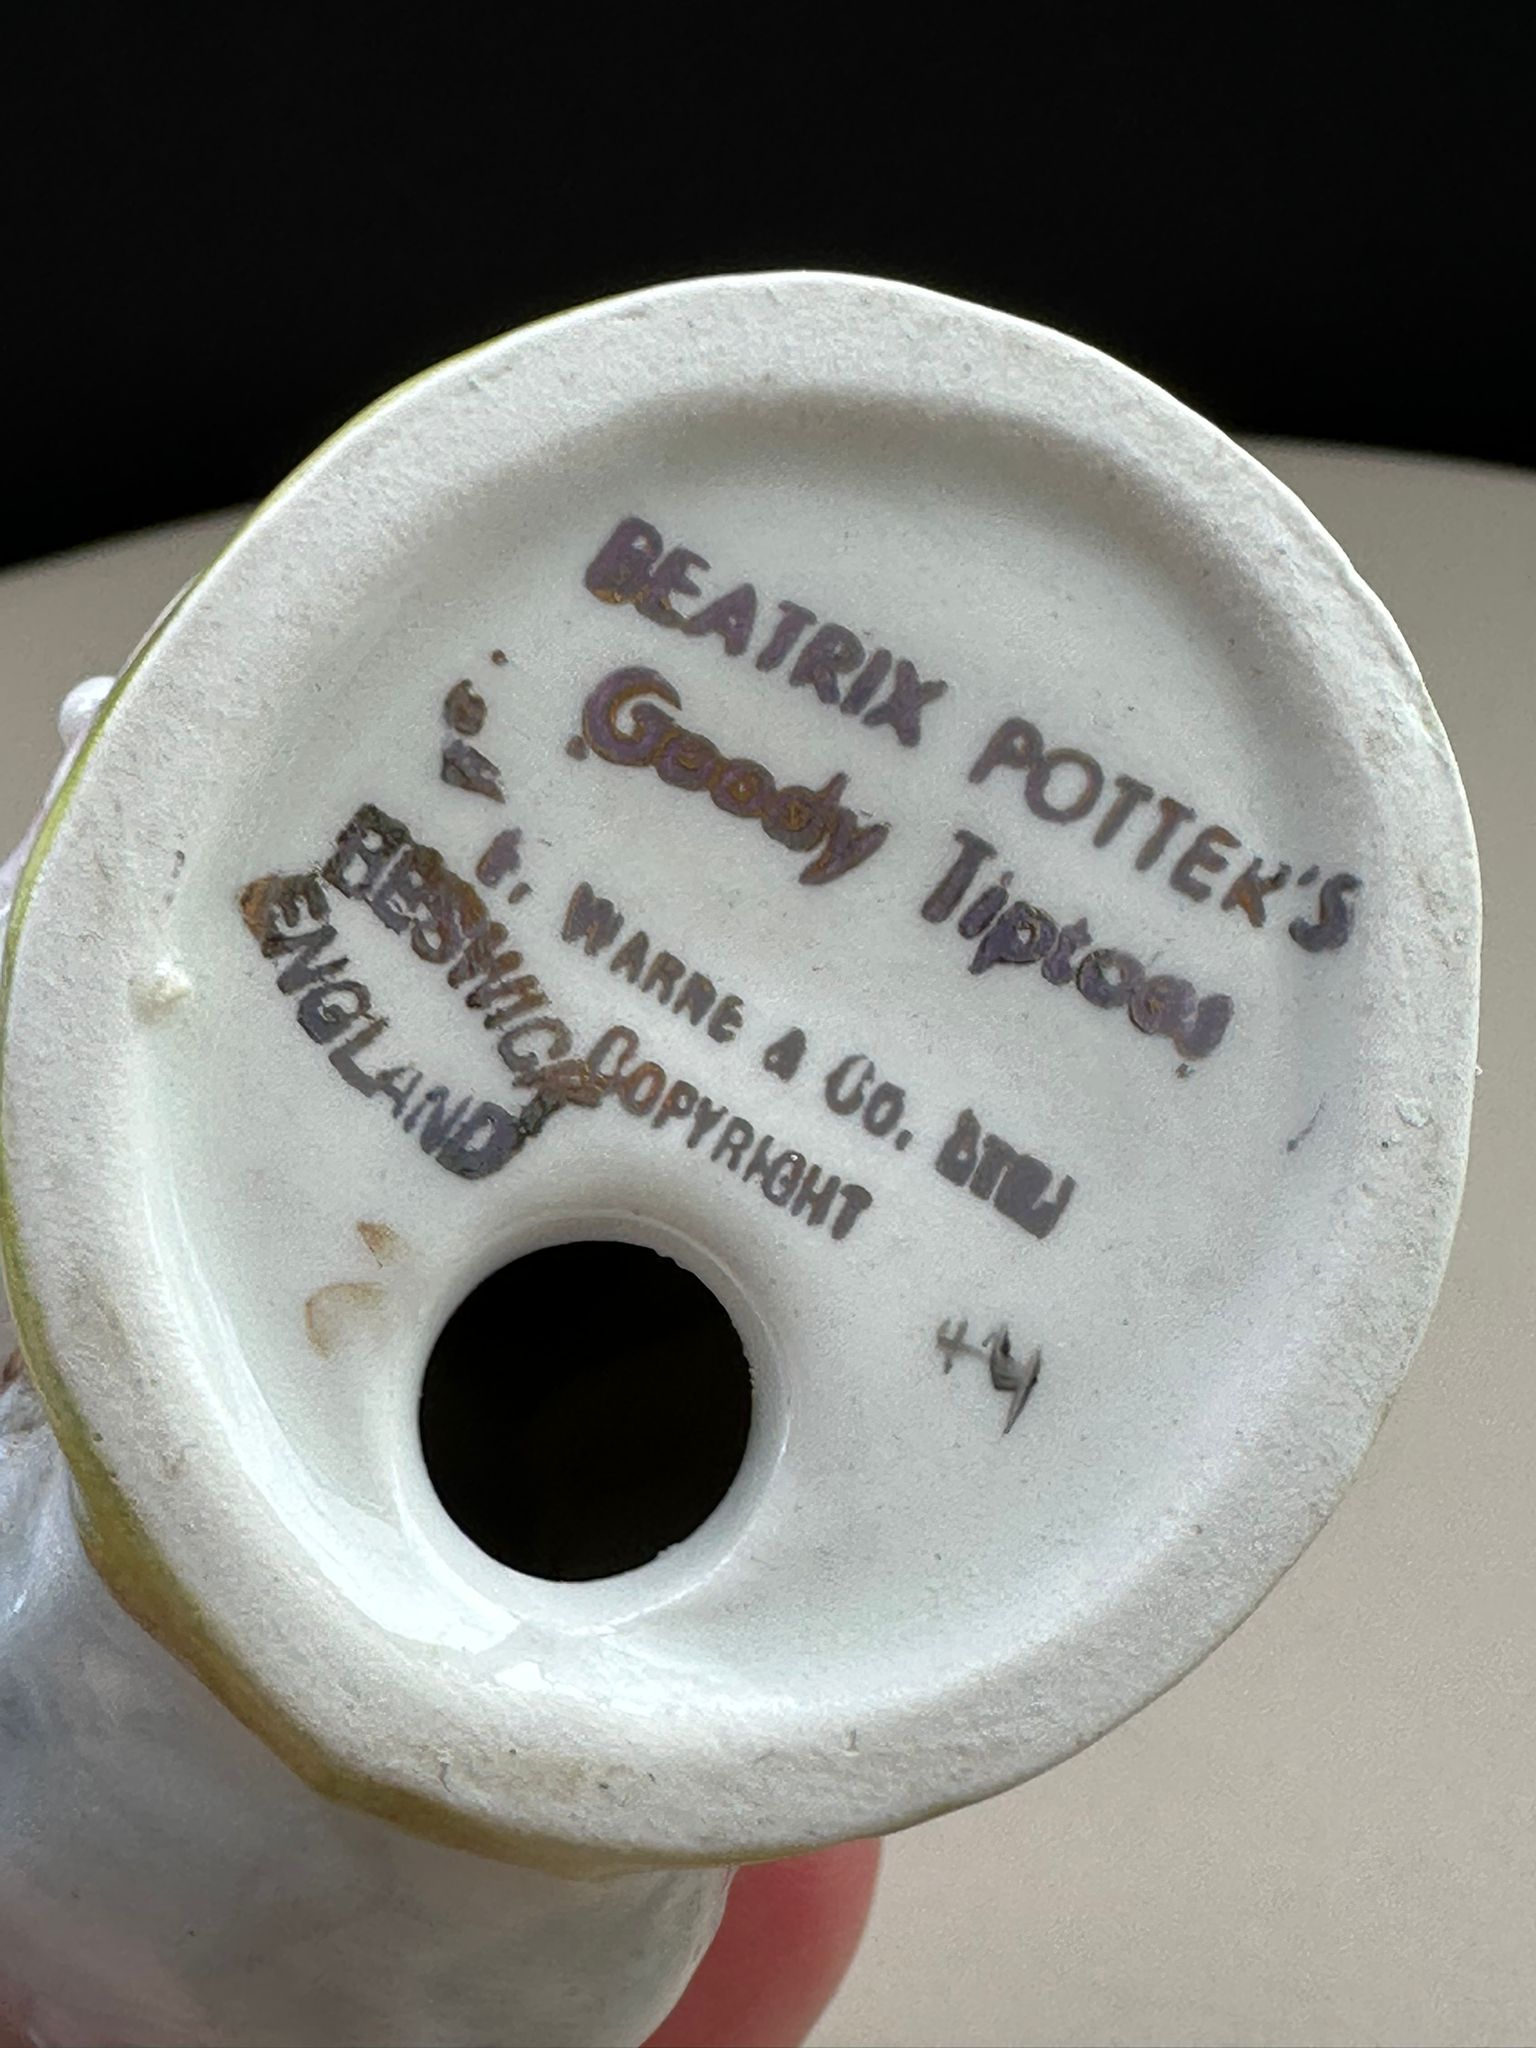 BEATRIX POTTER'S
Goody Tiptoes
F. WARNE & CO. LTD.
COPYRIGHT
BESWICK
ENGLAND